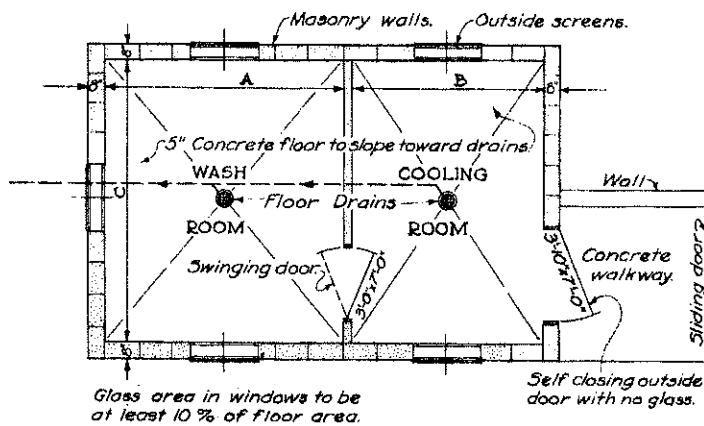 Masonry walls.
Outside screens.
8"
8"
A
B
8"
5" Concrete floor to slope toward drains.
WASH
COOLING
C
Floor Drains
Wall
ROOM
ROOM
Swinging door.
3'-0"x7'-0"
3'-10"x7'-0"
Concrete
walkway.
Sliding door
8"
Glass area in windows to be
at least 10% of floor area.
Self closing outside
door with no glass.